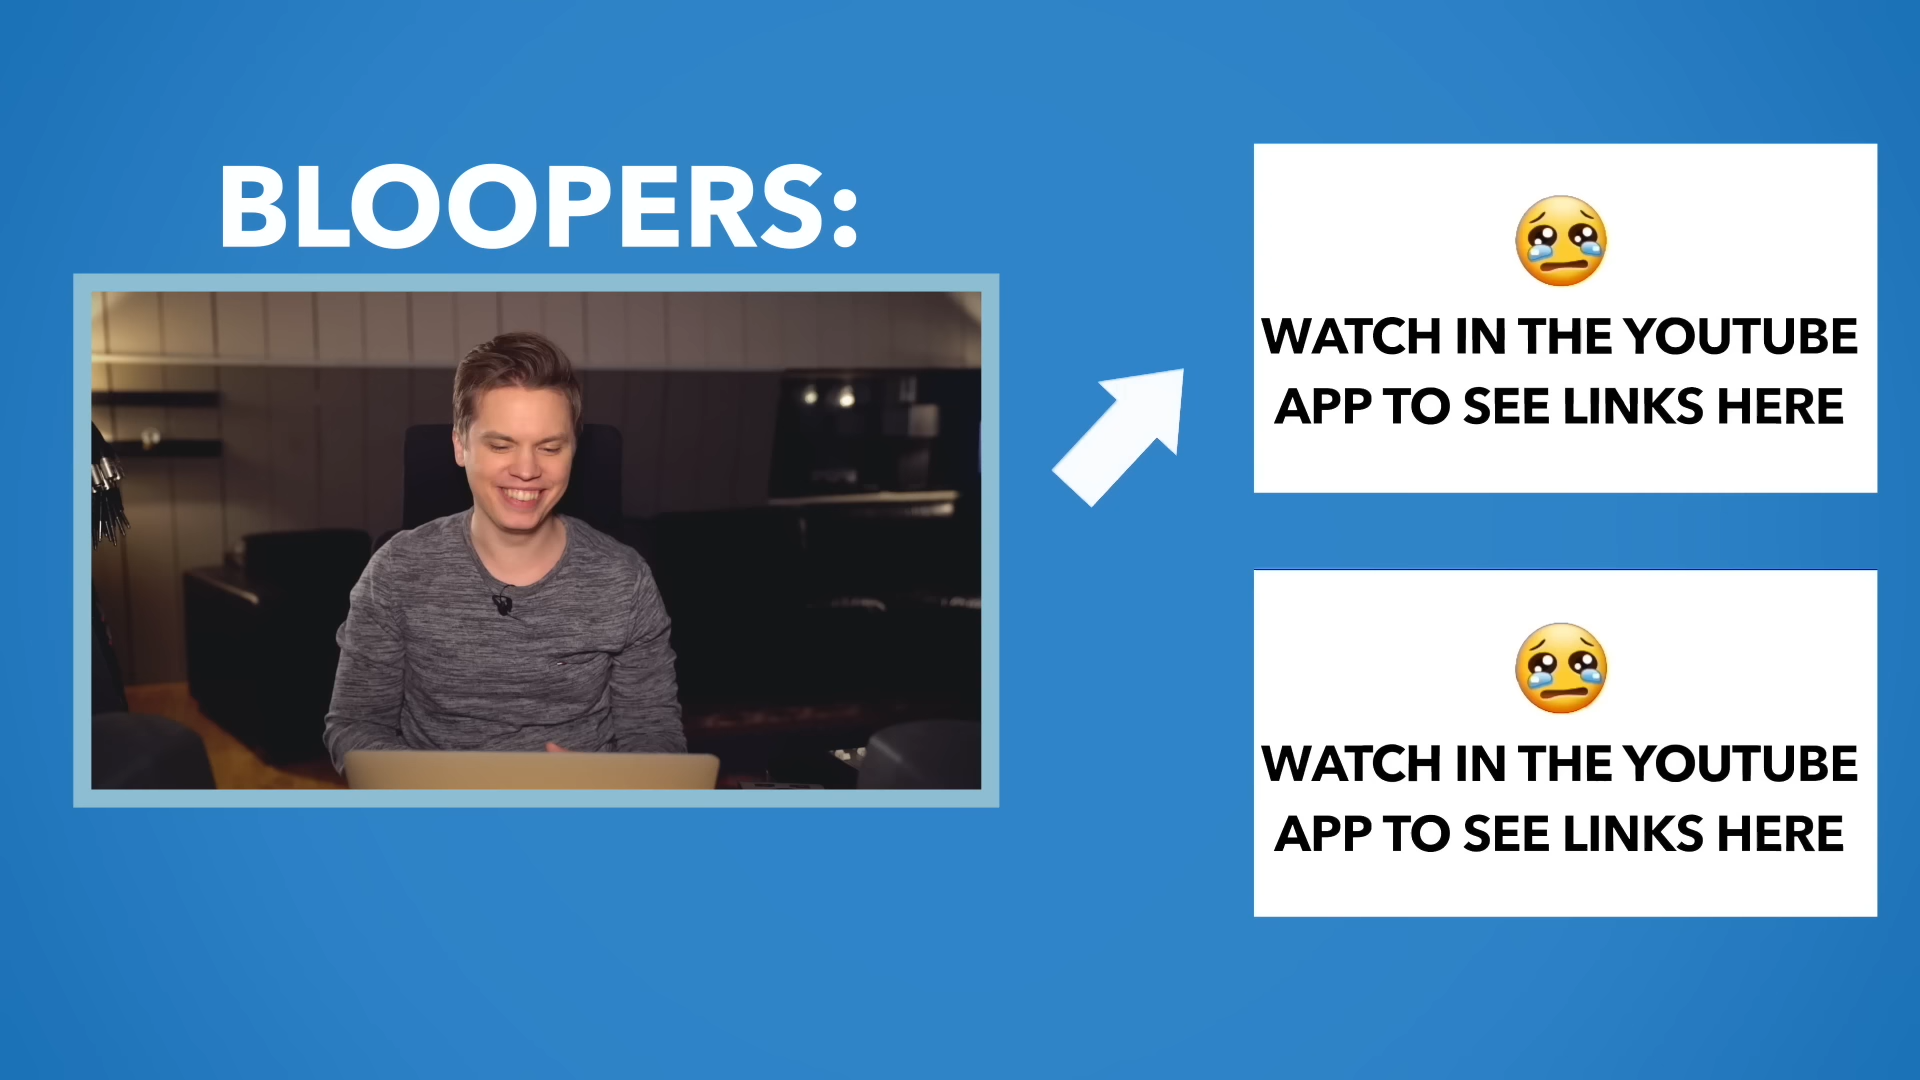 BLOOPERS:
WATCH IN THE YOUTUBE
APP TO SEE LINKS HERE
WATCH IN THE YOUTUBE
APP TO SEE LINKS HERE